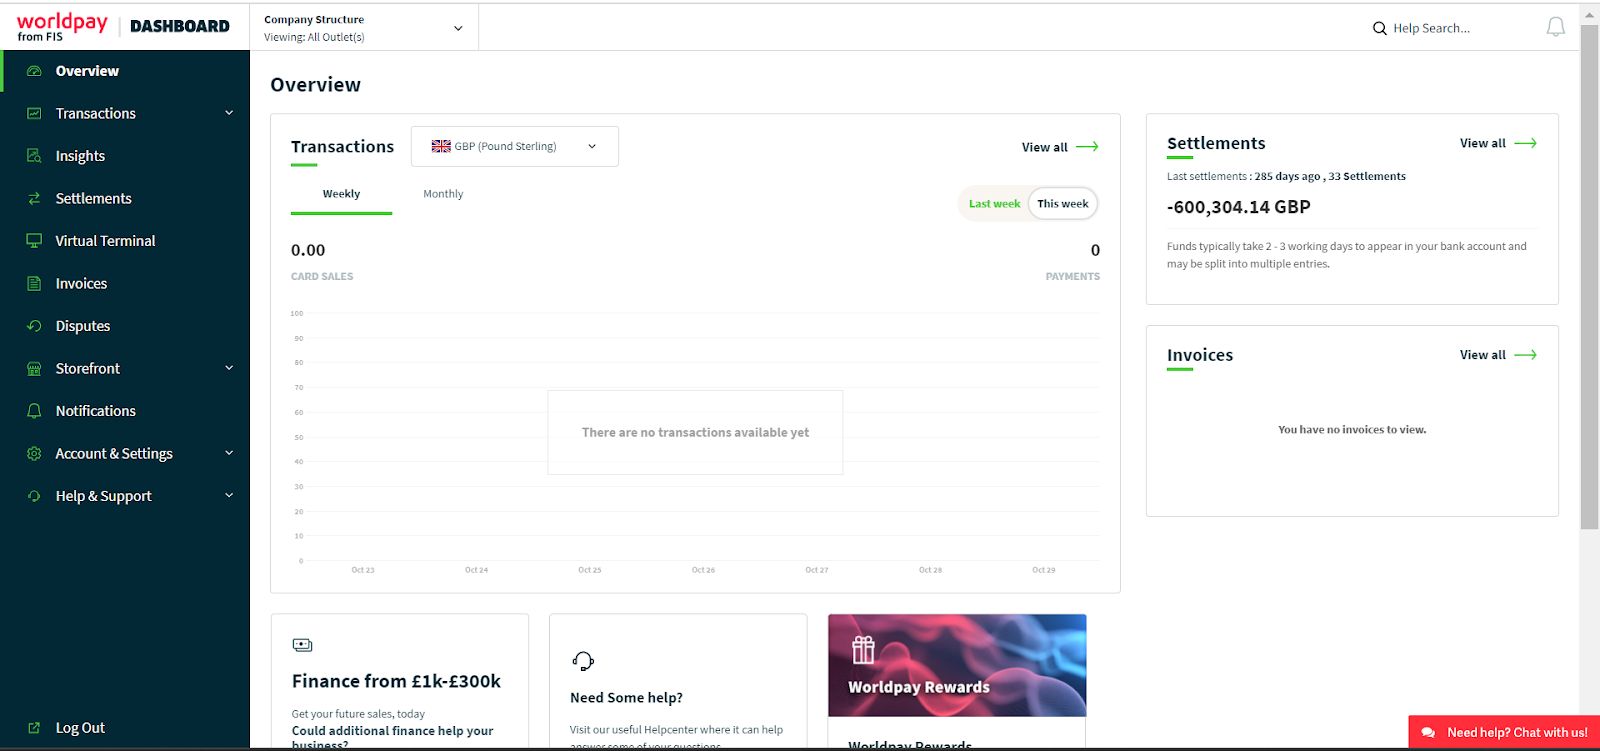 worldpay
from FIS
DASHBOARD
Company Structure
Viewing: All Outlet(s)
Help Search...
Overview
Transactions
Insights
Settlements
Virtual Terminal
Invoices
Disputes
Storefront
Notifications
Account & Settings
Help & Support
Log Out
Overview
Transactions
GBP (Pound Sterling)
View all
Weekly
Monthly
Last week
This week
0.00
0
CARD SALES
PAYMENTS
100
90
80
70
60
50
40
30
20
10
0
There are no transactions available yet
Oct 23
Oct 24
Oct 25
Oct 26
Oct 27
Oct 28
Oct 29
Settlements
View all
Last settlements : 285 days ago , 33 Settlements
-600,304.14 GBP
Funds typically take 2 - 3 working days to appear in your bank account and
may be split into multiple entries.
Invoices
View all
You have no invoices to view.
Finance from £1k-£300k
Get your future sales, today
Could additional finance help your
business?
Need Some help?
Visit our useful Helpcenter where it can help
answer some of your questions
Worldpay Rewards
Worldpay Rewards
Need help? Chat with us!